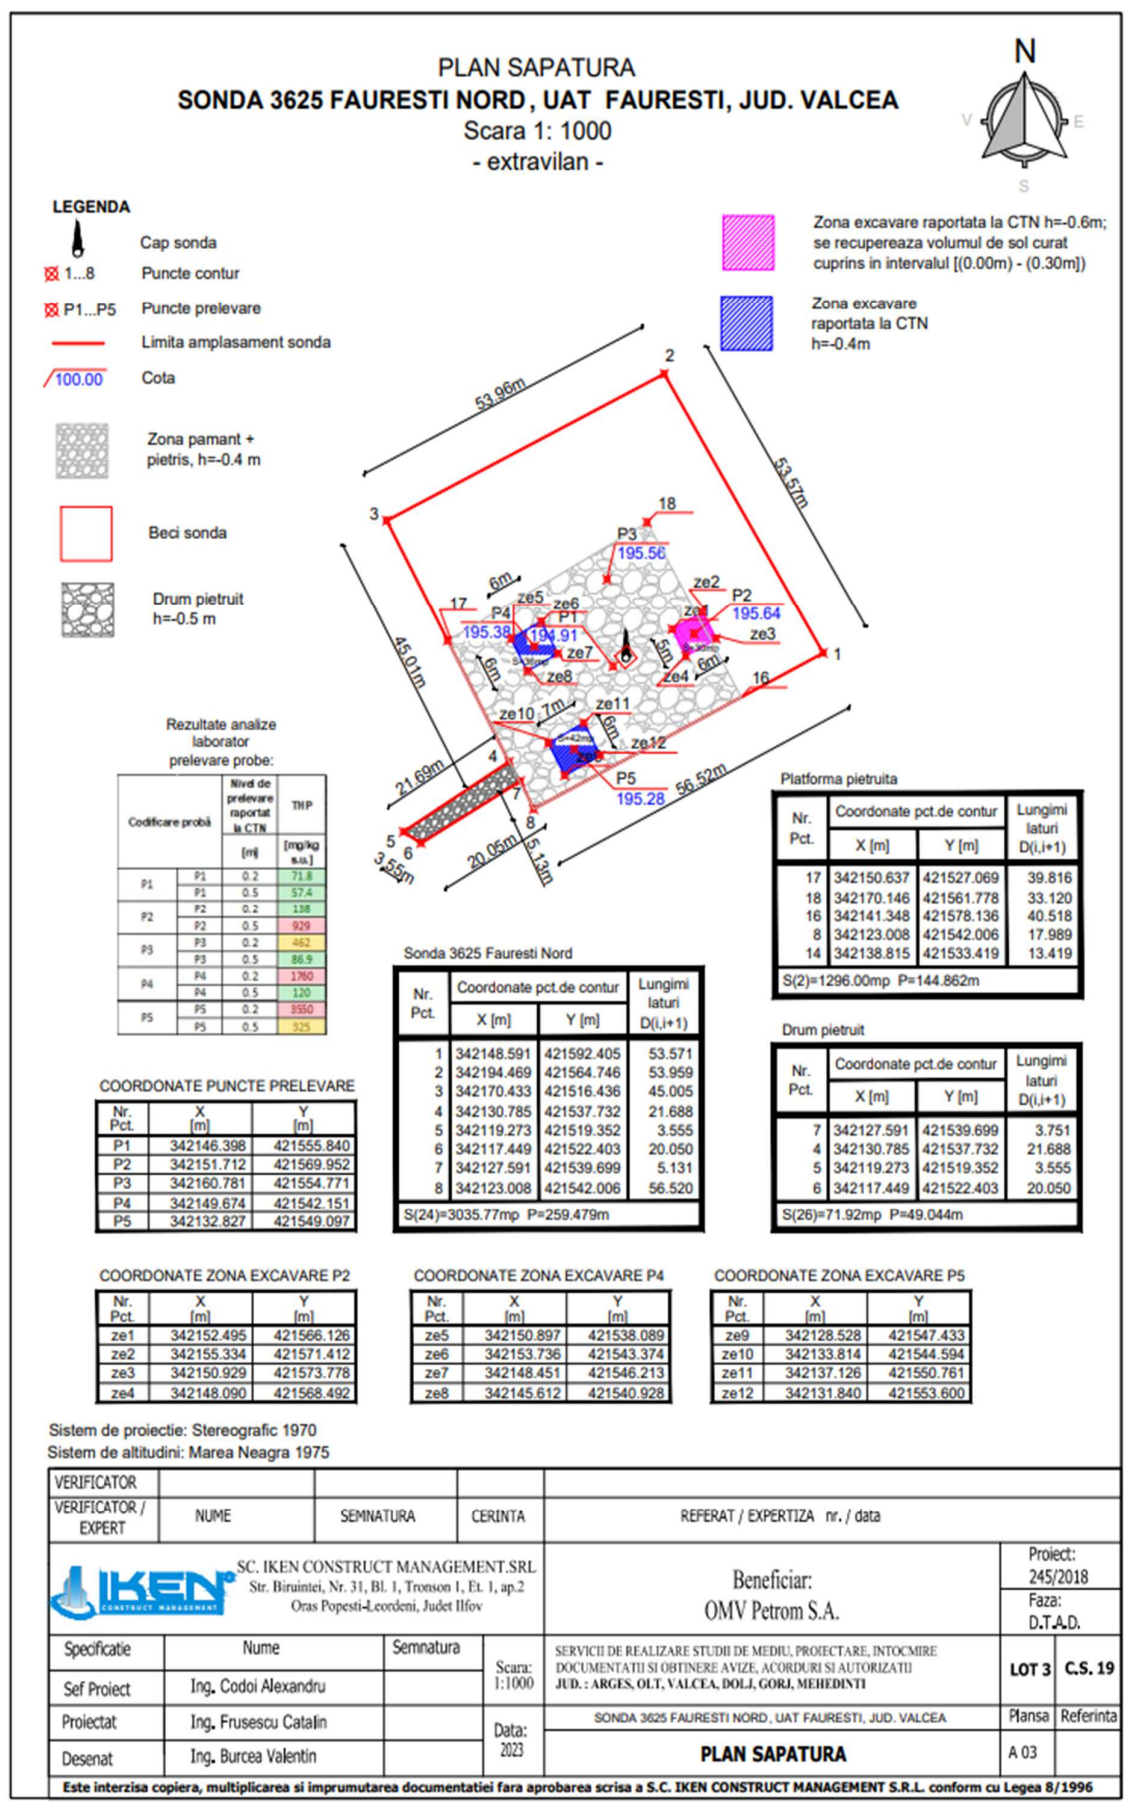 PLAN SAPATURA
SONDA 3625 FAURESTI NORD, UAT FAURESTI, JUD. VALCEA
Scara 1: 1000
- extravilan -
N
V
E
S
LEGENDA
Cap sonda
1...8 Puncte contur
P1...P5 Puncte prelevare
Limita amplasament sonda
100.00 Cota
Zona pamant +
pietris, h=-0.4 m
Beci sonda
Drum pietruit
h=-0.5 m
Zona excavare raportata la CTN h=-0.6m;
se recupereaza volumul de sol curat
cuprins in intervalul [(0.00m) - (0.30m])
Zona excavare
raportata la CTN
h=-0.4m
2
53.96m
53.57m
3
18
P3
195.56
6m
ze2
P2
195.64
ze5
ze6
P4
P1
17
195.38
194.91
ze1
ze3
45.01m
ze7
S=36mp
5m
S=30mp
1
6m
ze8
ze4
6m
16
7m
ze11
ze10
6m
S=42mp
ze12
4
21.69m
ze9
P5
195.28
56.52m
7
8
5
6
3.55m
20.05m
5.13m
Rezultate analize
laborator
prelevare probe:
Codificare probă
Nivel de
prelevare
raportat
la CTN
THP
[m]
[mg/kg
s.u.]
P1 P1 0.2 71.8
P1 0.5 57.4
P2 P2 0.2 138
P2 0.5 929
P3 P3 0.2 462
P3 0.5 86.9
P4 P4 0.2 1760
P4 0.5 120
P5 P5 0.2 3550
P5 0.5 325
Platforma pietruita
Nr.
Pct.
Coordonate pct.de contur
X [m] Y [m]
Lungimi
laturi
D(i,i+1)
17 342150.637 421527.069 39.816
18 342170.146 421561.778 33.120
16 342141.348 421578.136 40.518
8 342123.008 421542.006 17.989
14 342138.815 421533.419 13.419
S(2)=1296.00mp P=144.862m
Sonda 3625 Fauresti Nord
Nr.
Pct.
Coordonate pct.de contur
X [m] Y [m]
Lungimi
laturi
D(i,i+1)
1 342148.591 421592.405 53.571
2 342194.469 421564.746 53.959
3 342170.433 421516.436 45.005
4 342130.785 421537.732 21.688
5 342119.273 421519.352 3.555
6 342117.449 421522.403 20.050
7 342127.591 421539.699 5.131
8 342123.008 421542.006 56.520
S(24)=3035.77mp P=259.479m
Drum pietruit
Nr.
Pct.
Coordonate pct.de contur
X [m] Y [m]
Lungimi
laturi
D(i,i+1)
7 342127.591 421539.699 3.751
4 342130.785 421537.732 21.688
5 342119.273 421519.352 3.555
6 342117.449 421522.403 20.050
S(26)=71.92mp P=49.044m
COORDONATE PUNCTE PRELEVARE
Nr. X Y
Pct. [m] [m]
P1 342146.398 421555.840
P2 342151.712 421569.952
P3 342160.781 421554.771
P4 342149.674 421542.151
P5 342132.827 421549.097
COORDONATE ZONA EXCAVARE P2
Nr. X Y
Pct. [m] [m]
ze1 342152.495 421566.126
ze2 342155.334 421571.412
ze3 342150.929 421573.778
ze4 342148.090 421568.492
COORDONATE ZONA EXCAVARE P4
Nr. X Y
Pct. [m] [m]
ze5 342150.897 421538.089
ze6 342153.736 421543.374
ze7 342148.451 421546.213
ze8 342145.612 421540.928
COORDONATE ZONA EXCAVARE P5
Nr. X Y
Pct. [m] [m]
ze9 342128.528 421547.433
ze10 342133.814 421544.594
ze11 342137.126 421550.761
ze12 342131.840 421553.600
Sistem de proiectie: Stereografic 1970
Sistem de altitudini: Marea Neagra 1975
VERIFICATOR
VERIFICATOR /
EXPERT
NUME SEMNATURA CERINTA REFERAT / EXPERTIZA nr. / data
IKEN
CONSTRUCT MANAGEMENT
SC. IKEN CONSTRUCT MANAGEMENT.SRL
Str. Biruintei, Nr. 31, Bl. 1, Tronson 1, Et. 1, ap.2
Oras Popesti-Leordeni, Judet Ilfov
Beneficiar:
OMV Petrom S.A.
Proiect:
245/2018
Faza:
D.T.A.D.
Specificatie Nume Semnatura
Sef Proiect Ing. Codoi Alexandru
Proiectat Ing. Frusescu Catalin
Desenat Ing. Burcea Valentin
Scara:
1:1000
Data:
2023
SERVICII DE REALIZARE STUDII DE MEDIU, PROIECTARE, INTOCMIRE
DOCUMENTATII SI OBTINERE AVIZE, ACORDURI SI AUTORIZATII
JUD. : ARGES, OLT, VALCEA, DOLJ, GORJ, MEHEDINTI
LOT 3 C.S. 19
SONDA 3625 FAURESTI NORD, UAT FAURESTI, JUD. VALCEA
Plansa Referinta
PLAN SAPATURA
A 03
Este interzisa copiera, multiplicarea si imprumutarea documentatiei fara aprobarea scrisa a S.C. IKEN CONSTRUCT MANAGEMENT S.R.L. conform cu Legea 8/1996